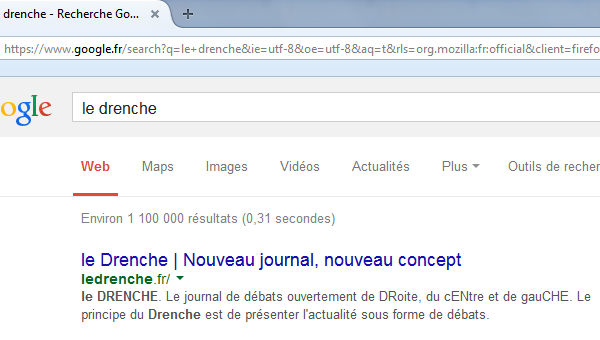 drenche - Recherche Go...
https://www.google.fr/search?q=le+drenche&ie=utf-8&oe=utf-8&aq=t&rls=org.mozilla:fr:official&client=firefo
ogle le drenche
Web Maps Images Vidéos Actualités Plus Outils de recher
Environ 1 100 000 résultats (0,31 secondes)
le Drenche | Nouveau journal, nouveau concept
ledrenche.fr/
le DRENCHE. Le journal de débats ouvertement de DRoite, du cENtre et de gauCHE. Le
principe du Drenche est de présenter l'actualité sous forme de débats.